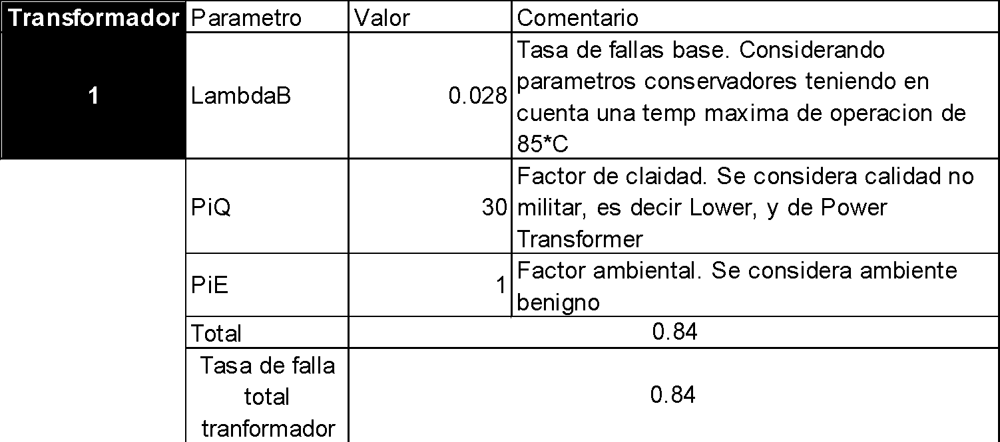 Transformador Parametro Valor Comentario
1 LambdaB 0.028 Tasa de fallas base. Considerando
parametros conservadores teniendo en
cuenta una temp maxima de operacion de
85*C
PiQ 30 Factor de claidad. Se considera calidad no
militar, es decir Lower, y de Power
Transformer
PiE 1 Factor ambiental. Se considera ambiente
benigno
Total 0.84
Tasa de falla
total
tranformador 0.84